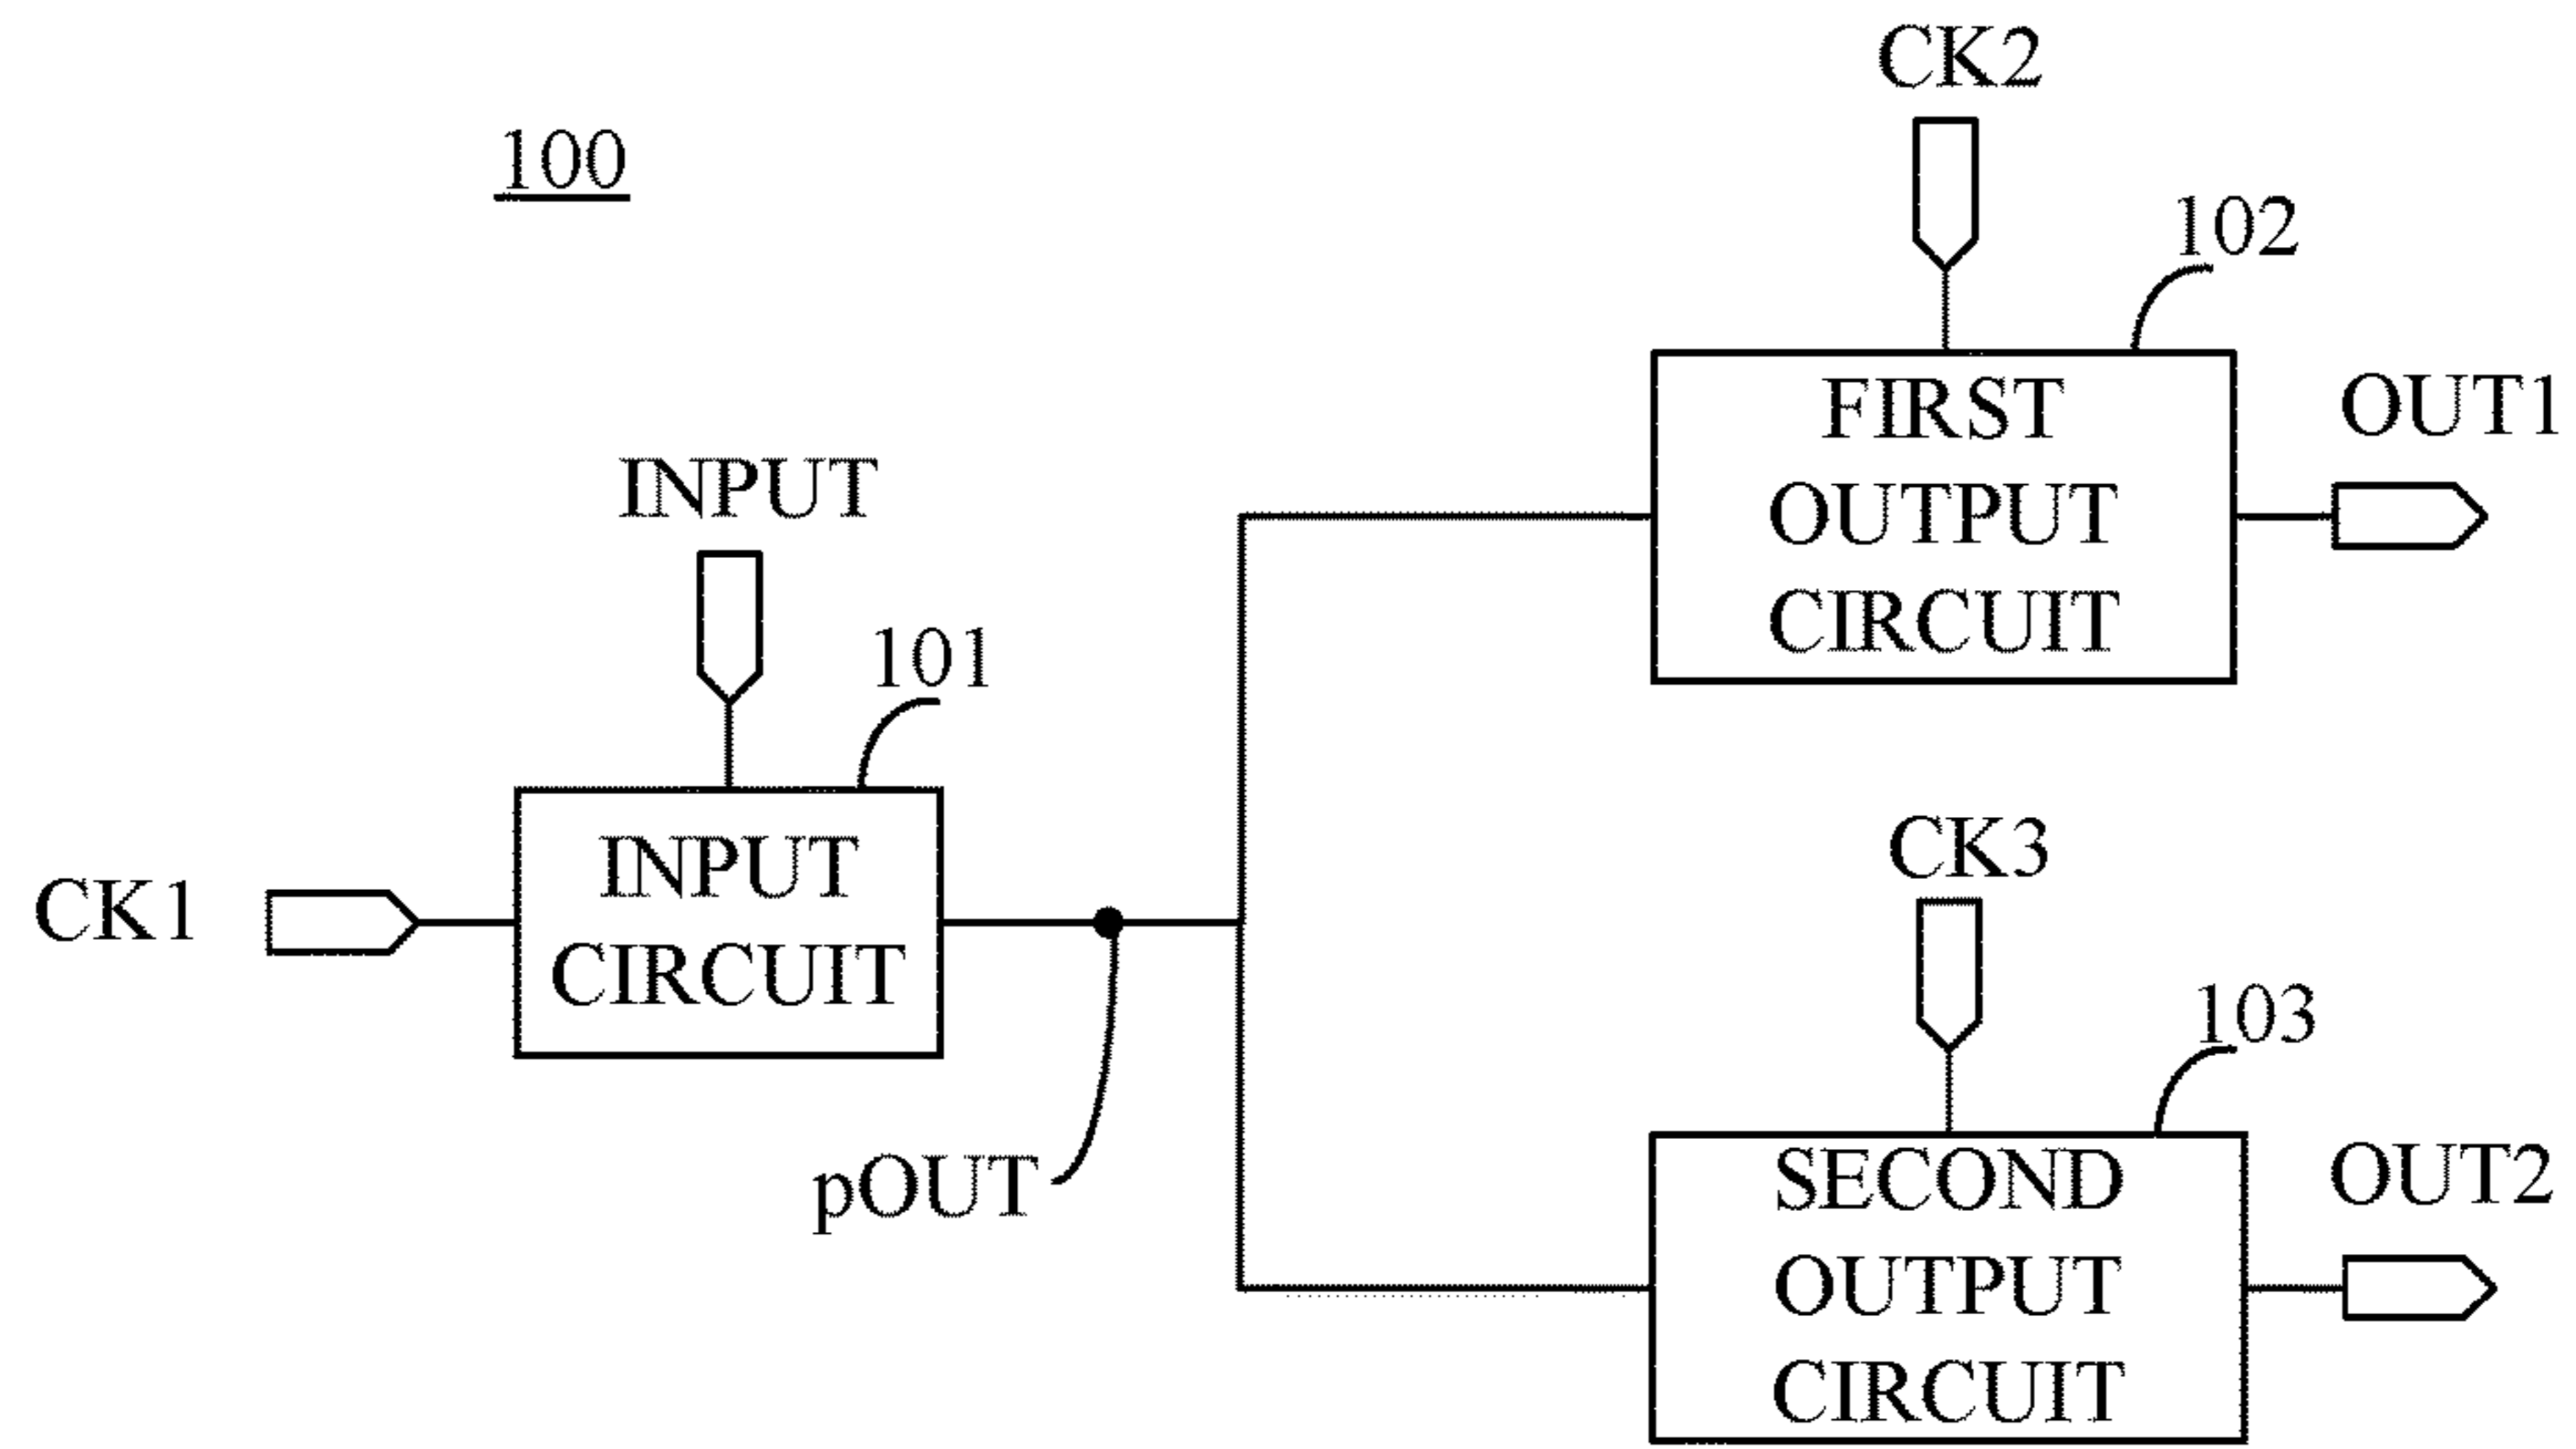 100
CK2
102
FIRST
OUTPUT
CIRCUIT
OUT1
INPUT
101
CK1
INPUT
CIRCUIT
pOUT
CK3
103
SECOND
OUTPUT
CIRCUIT
OUT2